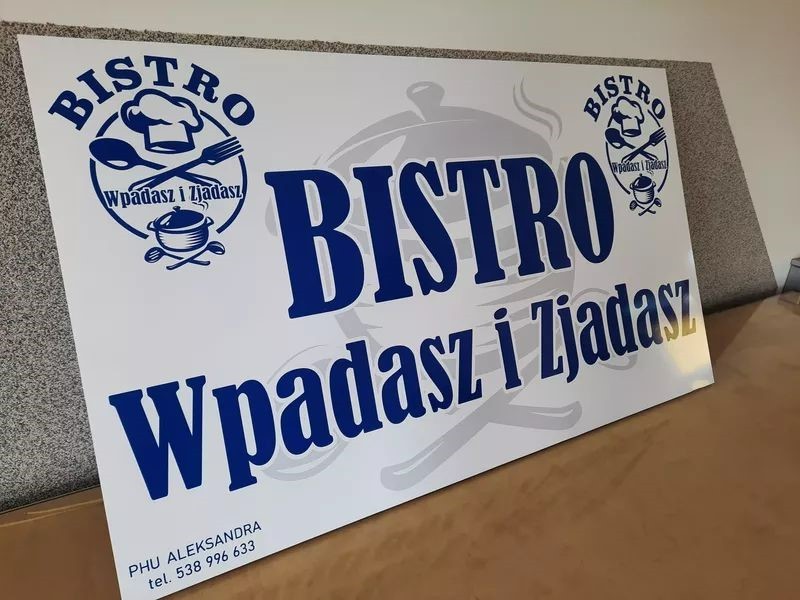 BISTRO
Wpadasz i Zjadasz
BISTRO
Wpadasz i Zjadasz
BISTRO
Wpadasz i Zjadasz
PHU ALEKSANDRA
tel. 538 996 633